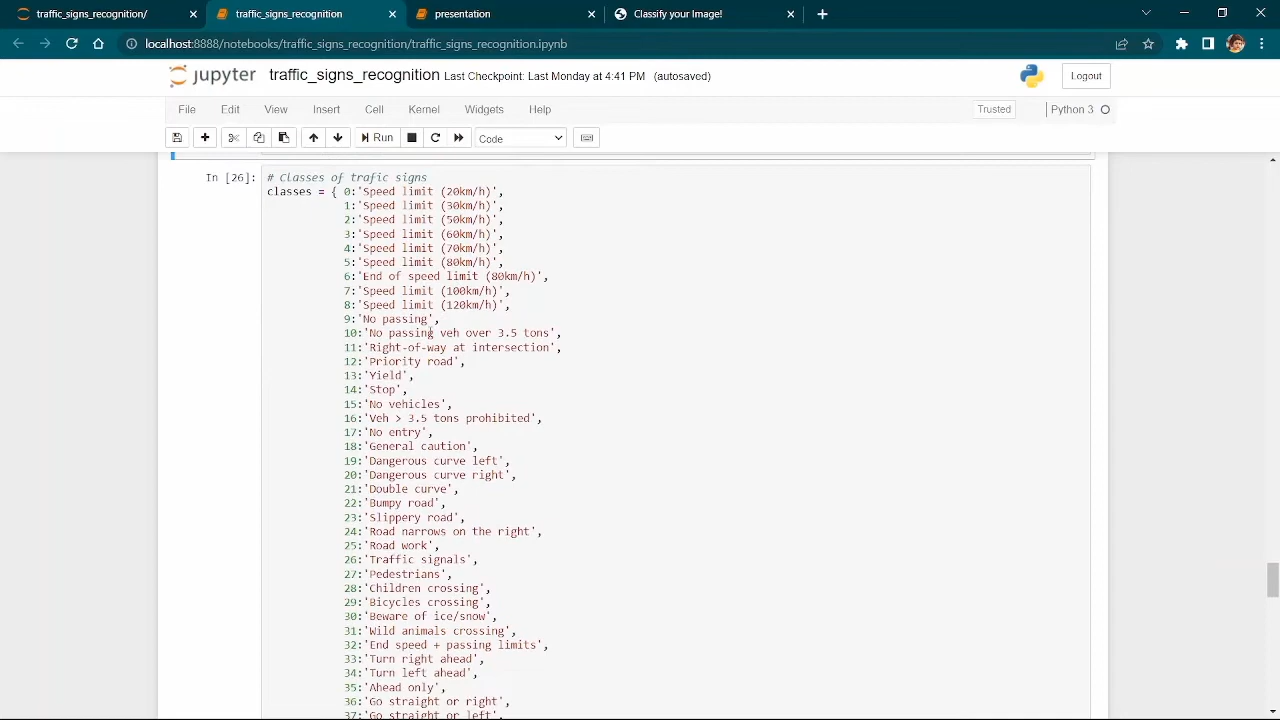 traffic_signs_recognition/
traffic_signs_recognition
presentation
Classify your Image!
localhost:8888/notebooks/traffic_signs_recognition/traffic_signs_recognition.ipynb
jupyter traffic_signs_recognition Last Checkpoint: Last Monday at 4:41 PM (autosaved)
Logout
File Edit View Insert Cell Kernel Widgets Help
Trusted
Python 3
Run
Code
In [26]: # Classes of trafic signs
classes = { 0:'Speed limit (20km/h)',
1:'Speed limit (30km/h)',
2:'Speed limit (50km/h)',
3:'Speed limit (60km/h)',
4:'Speed limit (70km/h)',
5:'Speed limit (80km/h)',
6:'End of speed limit (80km/h)',
7:'Speed limit (100km/h)',
8:'Speed limit (120km/h)',
9:'No passing',
10:'No passing veh over 3.5 tons',
11:'Right-of-way at intersection',
12:'Priority road',
13:'Yield',
14:'Stop',
15:'No vehicles',
16:'Veh > 3.5 tons prohibited',
17:'No entry',
18:'General caution',
19:'Dangerous curve left',
20:'Dangerous curve right',
21:'Double curve',
22:'Bumpy road',
23:'Slippery road',
24:'Road narrows on the right',
25:'Road work',
26:'Traffic signals',
27:'Pedestrians',
28:'Children crossing',
29:'Bicycles crossing',
30:'Beware of ice/snow',
31:'Wild animals crossing',
32:'End speed + passing limits',
33:'Turn right ahead',
34:'Turn left ahead',
35:'Ahead only',
36:'Go straight or right',
37:'Go straight or left',